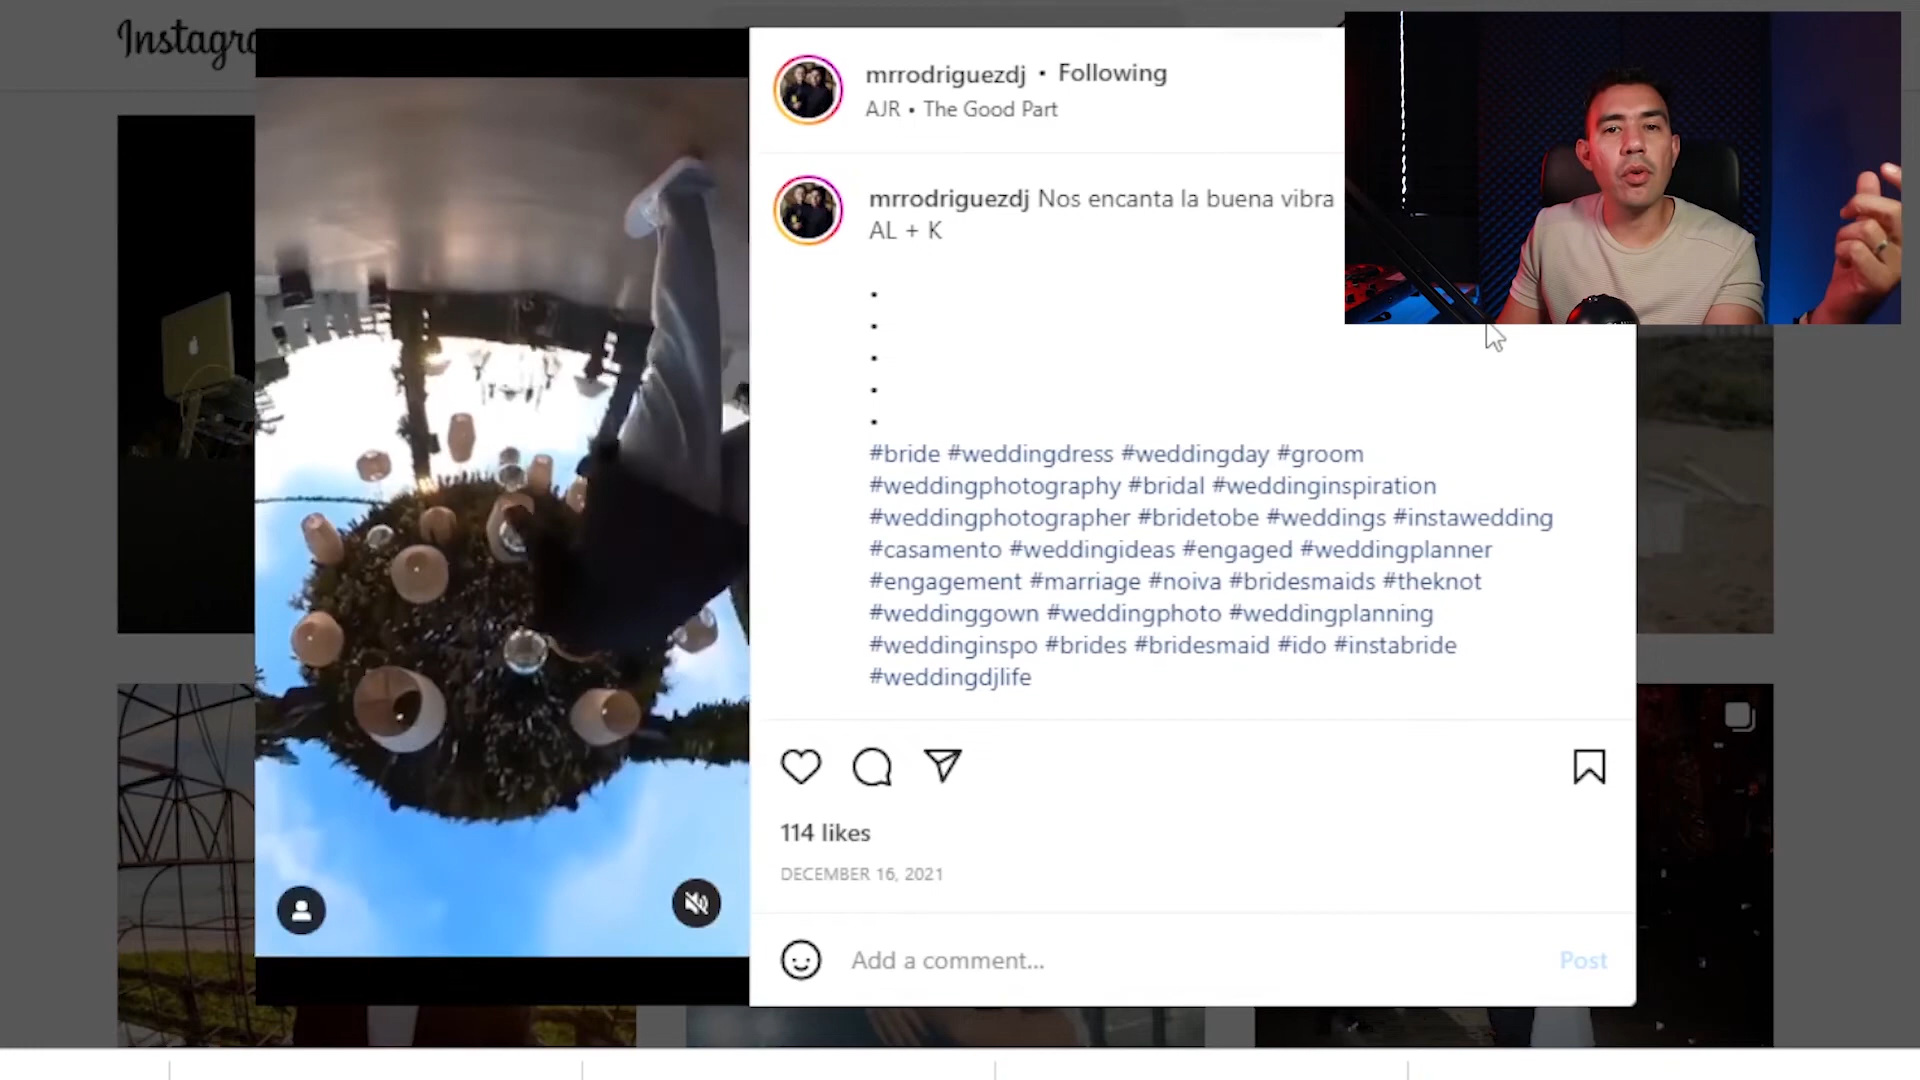 Instagra
mrrodriguezdj • Following
AJR • The Good Part
mrrodriguezdj Nos encanta la buena vibra
AL + K
.
.
.
.
.
#bride #weddingdress #weddingday #groom
#weddingphotography #bridal #weddinginspiration
#weddingphotographer #bridetobe #weddings #instawedding
#casamento #weddingideas #engaged #weddingplanner
#engagement #marriage #noiva #bridesmaids #theknot
#weddinggown #weddingphoto #weddingplanning
#weddinginspo #brides #bridesmaid #ido #instabride
#weddingdjlife
114 likes
DECEMBER 16, 2021
Add a comment...
Post